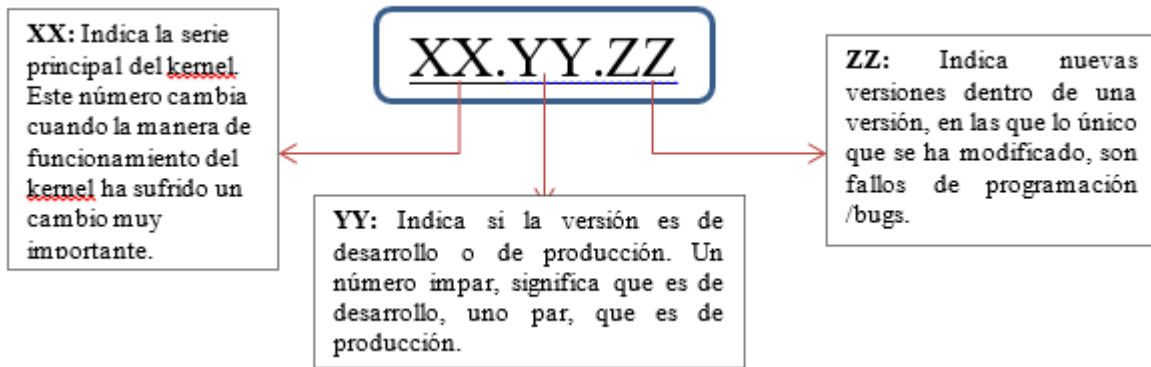 XX.YY.ZZ
XX: Indica la serie
principal del kernel.
Este número cambia
cuando la manera de
funcionamiento del
kernel ha sufrido un
cambio muy
importante.
YY: Indica si la versión es de
desarrollo o de producción. Un
número impar, significa que es de
desarrollo, uno par, que es de
producción.
ZZ: Indica nuevas
versiones dentro de una
versión, en las que lo único
que se ha modificado, son
fallos de programación
/bugs.